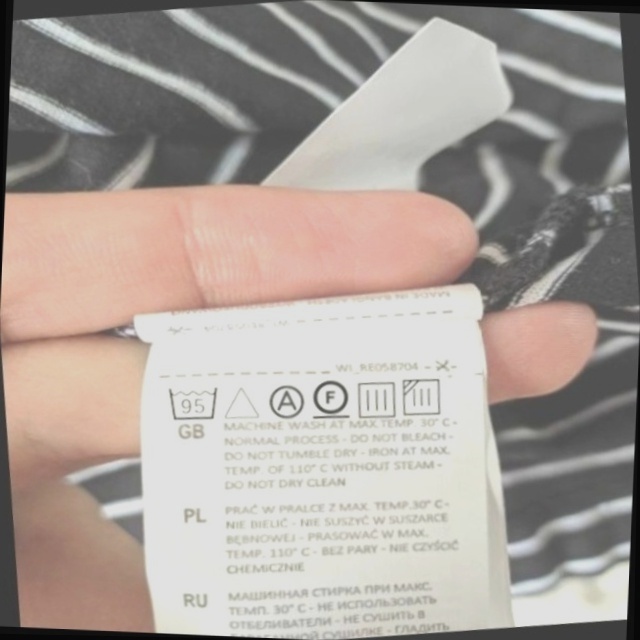 WI_RE058704
95 A F
GB MACHINE WASH AT MAX.TEMP 30° C -
NORMAL PROCESS - DO NOT BLEACH -
DO NOT TUMBLE DRY - IRON AT MAX.
TEMP. OF 110° C WITHOUT STEAM -
DO NOT DRY CLEAN
PL PRAĆ W PRALCE Z MAX. TEMP.30° C -
NIE BIELIĆ - NIE SUSZYĆ W SUSZARCE
BĘBNOWEJ - PRASOWAĆ W MAX.
TEMP. 110° C - BEZ PARY - NIE CZYŚCIĆ
CHEMICZNIE
RU МАШИННАЯ СТИРКА ПРИ МАКС.
ТЕМП. 30° С - НЕ ИСПОЛЬЗОВАТЬ
ОТБЕЛИВАТЕЛИ - НЕ СУШИТЬ В
СУШИЛКЕ - ГЛАДИТЬ